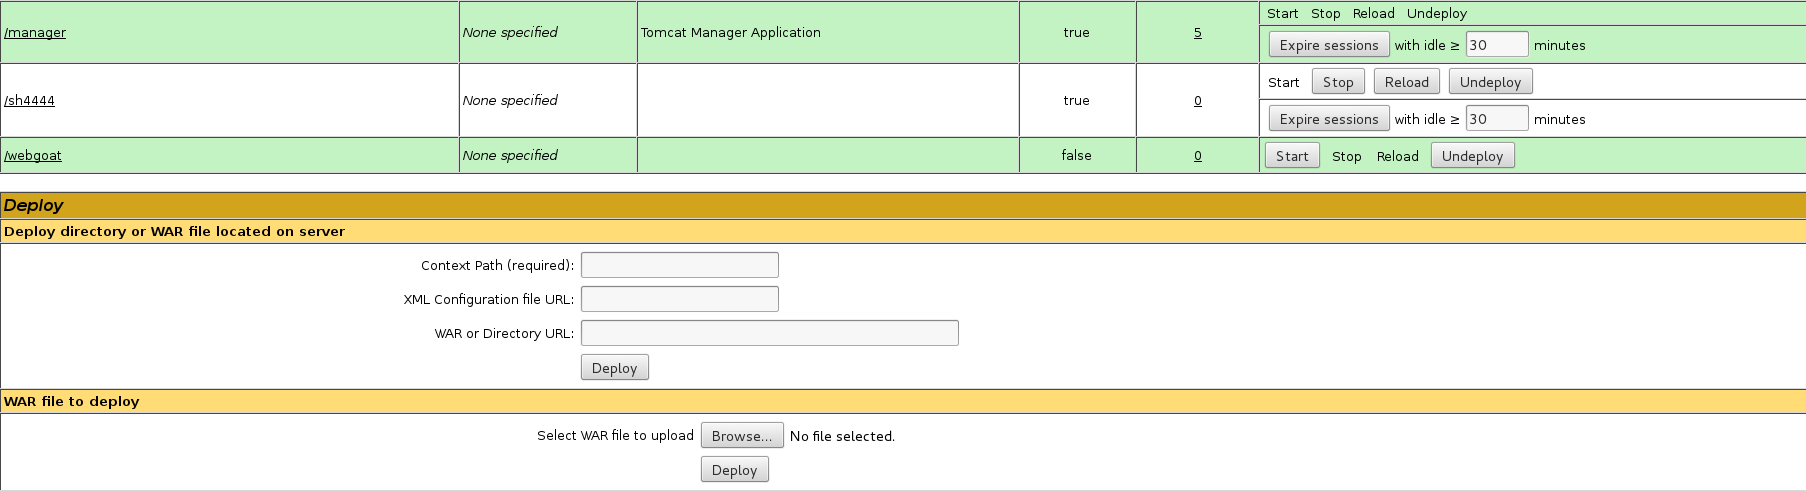 Start Stop Reload Undeploy
/manager None specified Tomcat Manager Application true 5
Expire sessions with idle ≥ 30 minutes
Start Stop Reload Undeploy
/sh4444 None specified true 0
Expire sessions with idle ≥ 30 minutes
/webgoat None specified false 0 Start Stop Reload Undeploy
Deploy
Deploy directory or WAR file located on server
Context Path (required):
XML Configuration file URL:
WAR or Directory URL:
Deploy
WAR file to deploy
Select WAR file to upload Browse... No file selected.
Deploy